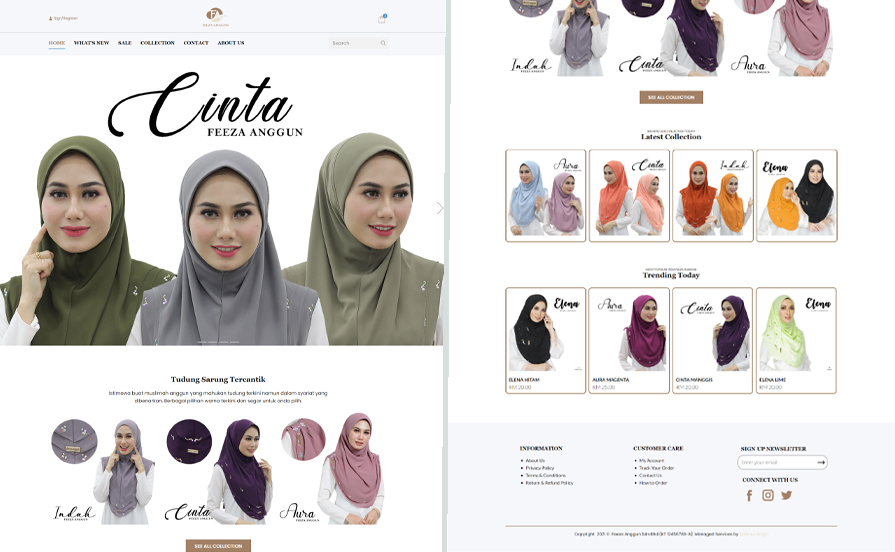 Sign/Register
FEEZA ANGGUN
HOME
WHAT'S NEW
SALE
COLLECTION
CONTACT
ABOUT US
Search
Cinta
FEEZA ANGGUN
Tudung Sarung Tercantik
Istimewa buat muslimah anggun yang mahukan tudung terkini namun dalam syariat yang
dibenarkan. Berbagai pilihan warna terkini dan segar untuk anda pilih.
Indah
FEEZA ANGGUN
Cinta
FEEZA ANGGUN
Aura
FEEZA ANGGUN
SEE ALL COLLECTION
Indah
FEEZA ANGGUN
Cinta
FEEZA ANGGUN
Aura
FEEZA ANGGUN
SEE ALL COLLECTION
Latest Collection
Aura
Cinta
Indah
Elena
Trending Today
Elena
Aura
Cinta
Elena
ELENA HITAM
RM 20.00
AURA MAGENTA
RM 25.00
CINTA MANGGIS
RM 20.00
ELENA LIME
RM 20.00
INFORMATION
About Us
Privacy Policy
Terms & Conditions
Return & Refund Policy
CUSTOMER CARE
My Account
Track Your Order
Contact Us
How to Order
SIGN UP NEWSLETTER
Enter your email
CONNECT WITH US
Copyright 2021 © Feeza Anggun Sdn Bhd
Managed Services by